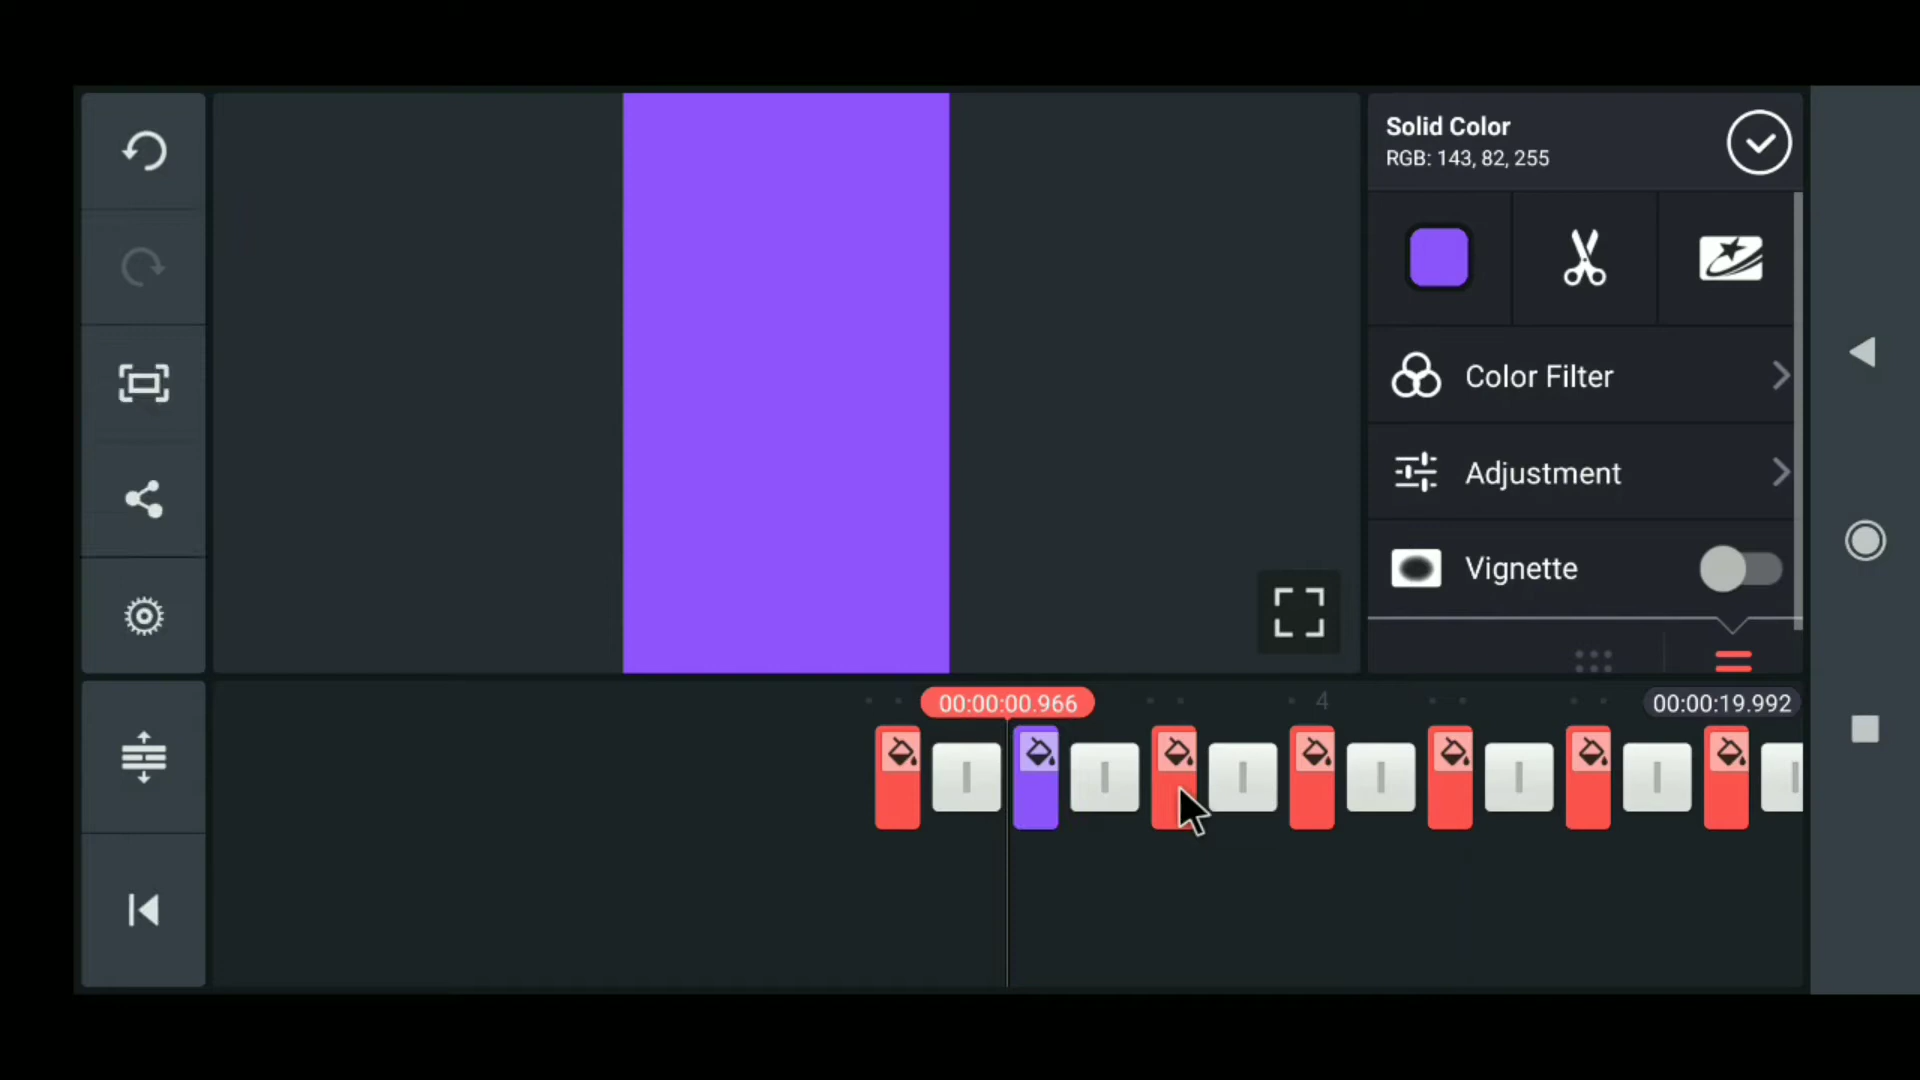 Solid Color
RGB: 143, 82, 255
Color Filter
Adjustment
Vignette
00:00:00.966
4
00:00:19.992